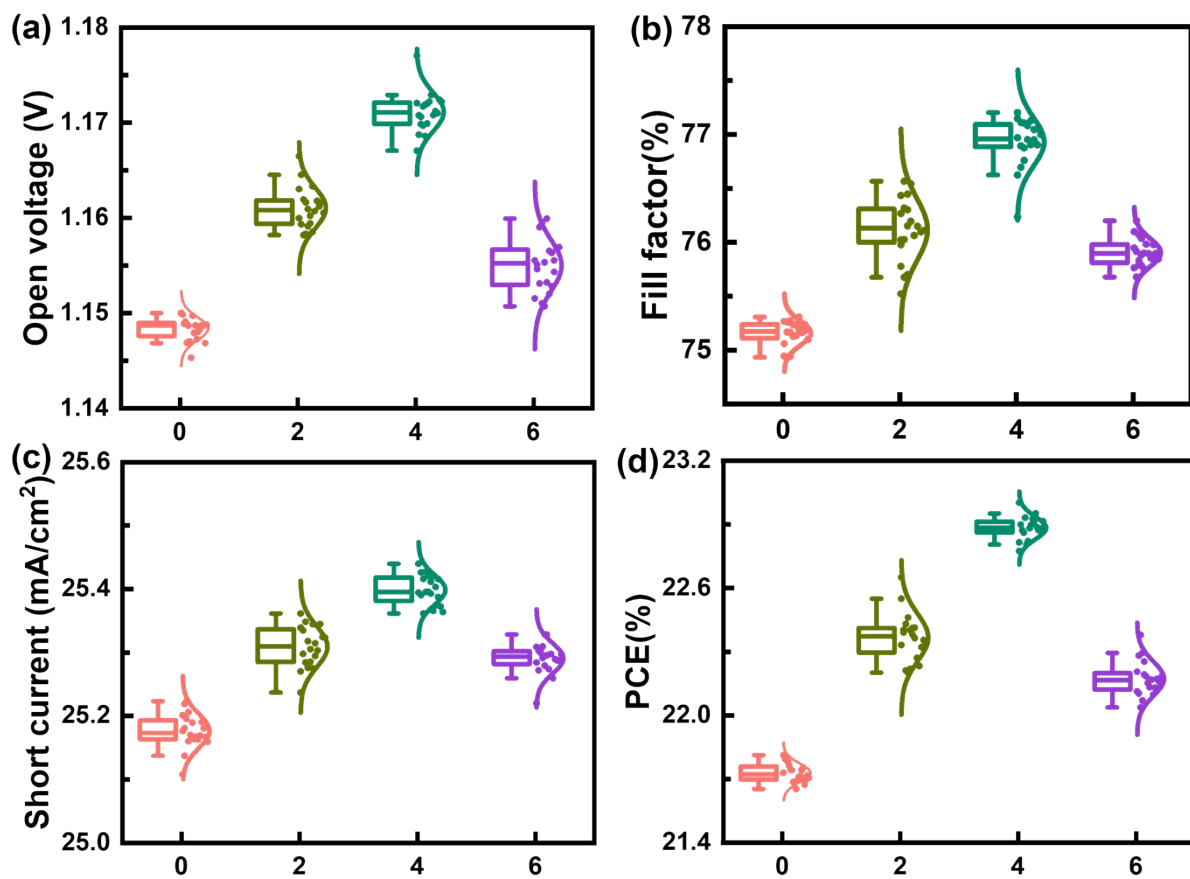 (a)
Open voltage (V)
1.18
1.17
1.16
1.15
1.14
0 2 4 6
(b)
Fill factor(%)
78
77
76
75
0 2 4 6
(c)
Short current (mA/cm²)
25.6
25.4
25.2
25.0
0 2 4 6
(d)
PCE(%)
23.2
22.6
22.0
21.4
0 2 4 6